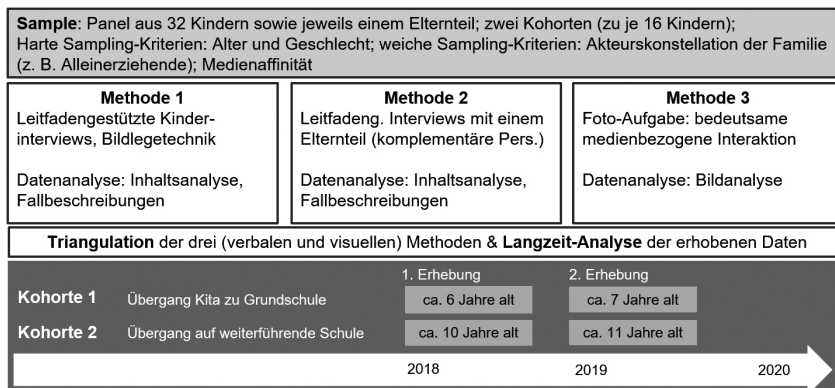 Sample: Panel aus 32 Kindern sowie jeweils einem Elternteil; zwei Kohorten (zu je 16 Kindern);
Harte Sampling-Kriterien: Alter und Geschlecht; weiche Sampling-Kriterien: Akteurskonstellation der Familie
(z. B. Alleinerziehende); Medienaffinität
Methode 1
Leitfadengestützte Kinder-
interviews, Bildlegetechnik
Datenanalyse: Inhaltsanalyse,
Fallbeschreibungen
Methode 2
Leitfadeng. Interviews mit einem
Elternteil (komplementäre Pers.)
Datenanalyse: Inhaltsanalyse,
Fallbeschreibungen
Methode 3
Foto-Aufgabe: bedeutsame
medienbezogene Interaktion
Datenanalyse: Bildanalyse
Triangulation der drei (verbalen und visuellen) Methoden & Langzeit-Analyse der erhobenen Daten
1. Erhebung 2. Erhebung
Kohorte 1 Übergang Kita zu Grundschule ca. 6 Jahre alt ca. 7 Jahre alt
Kohorte 2 Übergang auf weiterführende Schule ca. 10 Jahre alt ca. 11 Jahre alt
2018 2019 2020